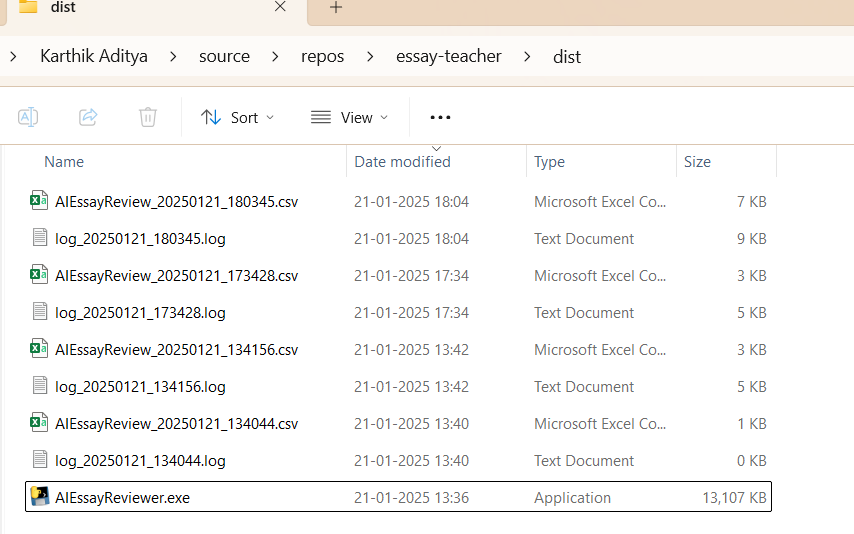 dist
Karthik Aditya source repos essay-teacher dist
Sort View
Name Date modified Type Size
AIEssayReview_20250121_180345.csv 21-01-2025 18:04 Microsoft Excel Co... 7 KB
log_20250121_180345.log 21-01-2025 18:04 Text Document 9 KB
AIEssayReview_20250121_173428.csv 21-01-2025 17:34 Microsoft Excel Co... 3 KB
log_20250121_173428.log 21-01-2025 17:34 Text Document 5 KB
AIEssayReview_20250121_134156.csv 21-01-2025 13:42 Microsoft Excel Co... 3 KB
log_20250121_134156.log 21-01-2025 13:42 Text Document 5 KB
AIEssayReview_20250121_134044.csv 21-01-2025 13:40 Microsoft Excel Co... 1 KB
log_20250121_134044.log 21-01-2025 13:40 Text Document 0 KB
AIEssayReviewer.exe 21-01-2025 13:36 Application 13,107 KB